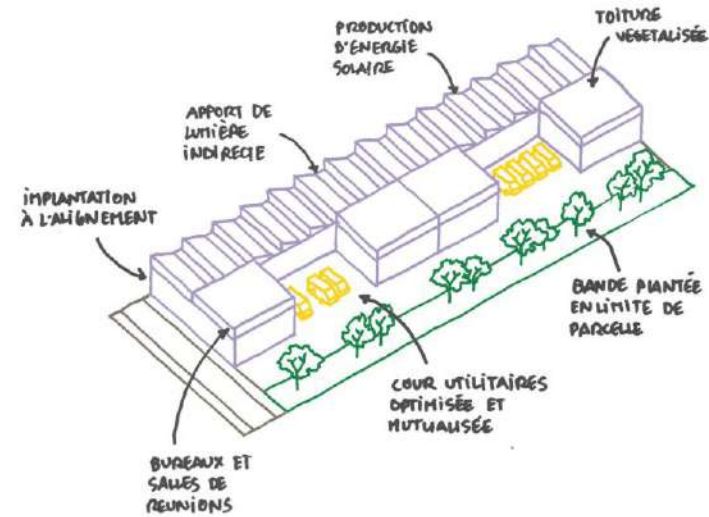 PRODUCTION
D'ÉNERGIE
SOLAIRE
TOITURE
VEGETALISÉE
APPORT DE
LUMIÈRE
INDIRECTE
IMPLANTATION
À L'ALIGNEMENT
BANDE PLANTÉE
EN LIMITE DE
PARCELLE
COUR UTILITAIRES
OPTIMISÉE ET
MUTUALISÉE
BUREAUX ET
SALLES DE
REUNIONS